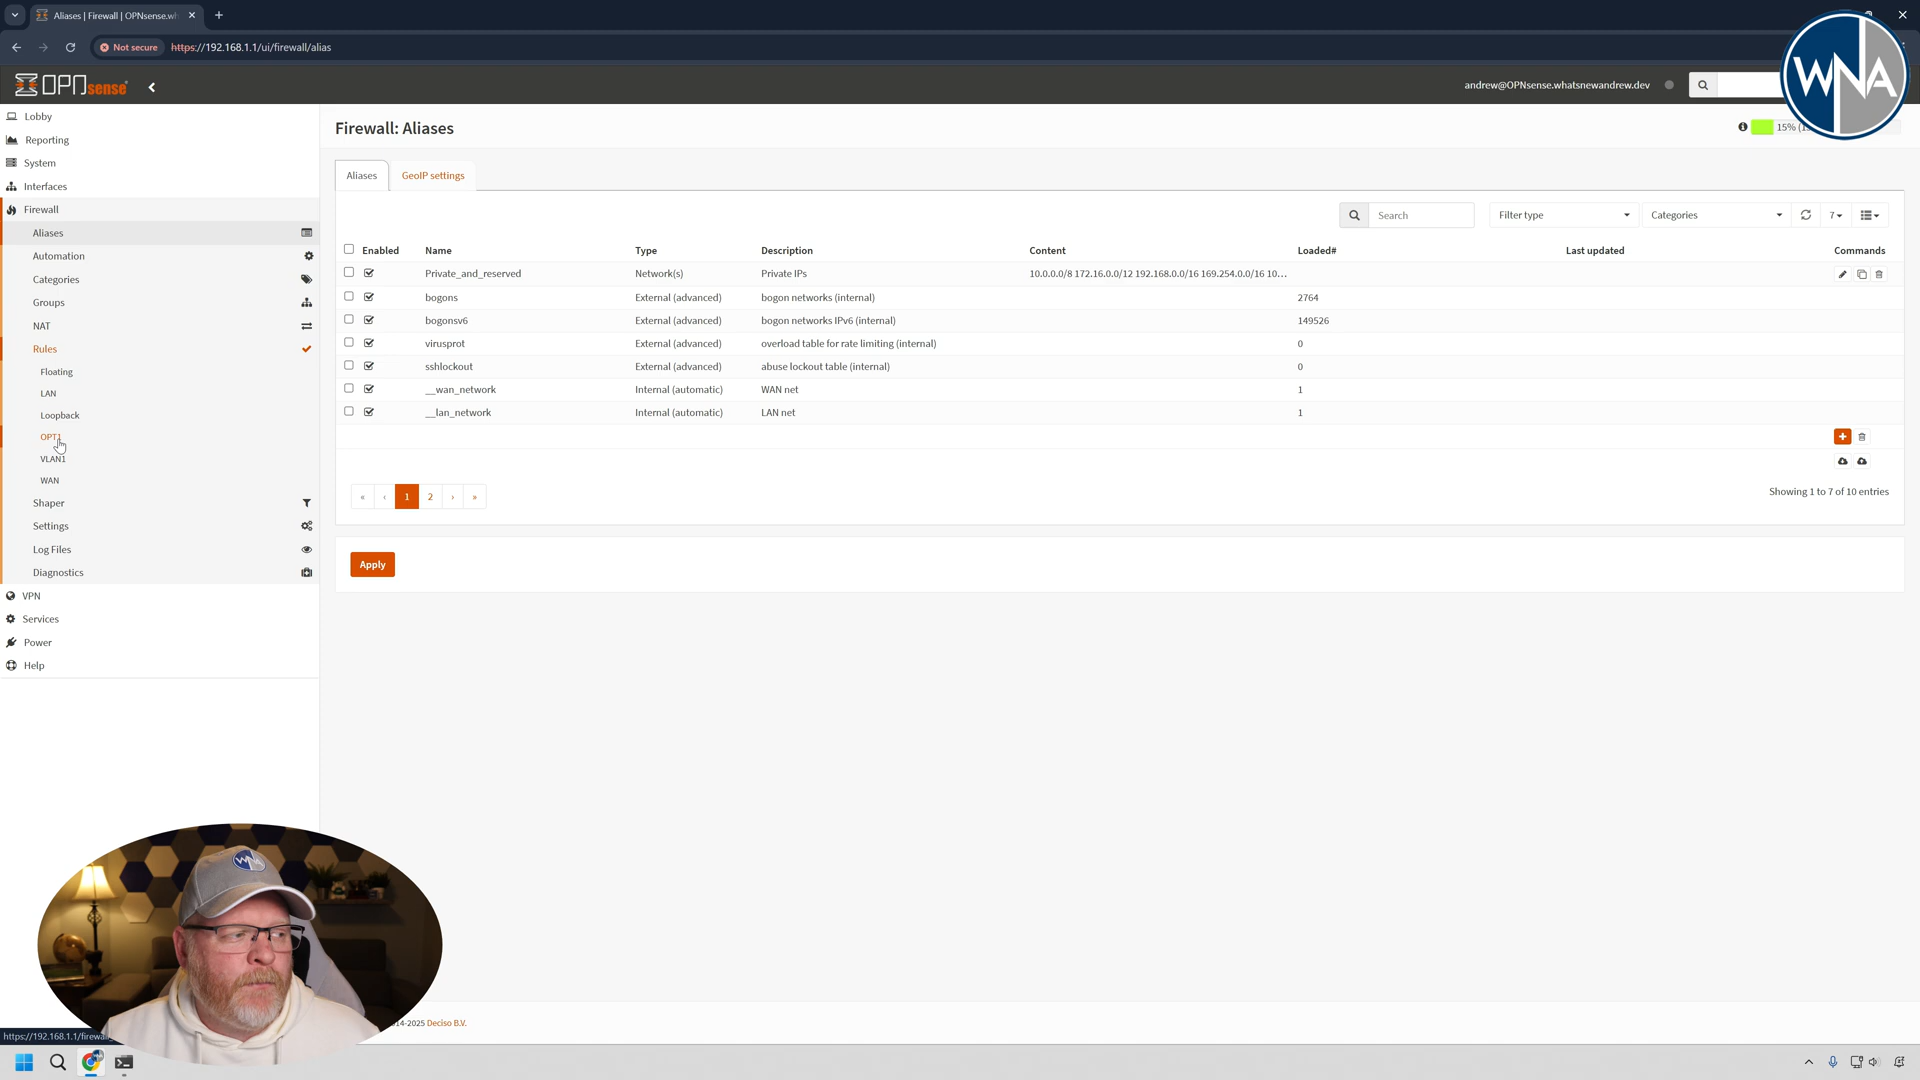 Aliases | Firewall | OPNsense.wh
Not secure
https://192.168.1.1/ui/firewall/alias
OPNsense
andrew@OPNsense.whatsnewandrew.dev
WNA
Lobby
Reporting
System
Interfaces
Firewall
Aliases
Automation
Categories
Groups
NAT
Rules
Floating
LAN
Loopback
OPT1
VLAN1
WAN
Shaper
Settings
Log Files
Diagnostics
VPN
Services
Power
Help
Firewall: Aliases
15%
Aliases
GeoIP settings
Search
Filter type
Categories
7
Enabled Name Type Description Content Loaded# Last updated Commands
Private_and_reserved Network(s) Private IPs 10.0.0.0/8 172.16.0.0/12 192.168.0.0/16 169.254.0.0/16 10...
bogons External (advanced) bogon networks (internal) 2764
bogonsv6 External (advanced) bogon networks IPv6 (internal) 149526
virusprot External (advanced) overload table for rate limiting (internal) 0
sshlockout External (advanced) abuse lockout table (internal) 0
__wan_network Internal (automatic) WAN net 1
__lan_network Internal (automatic) LAN net 1
« ‹ 1 2 › »
Showing 1 to 7 of 10 entries
Apply
WNA
14-2025 Deciso B.V.
https://192.168.1.1/firewall